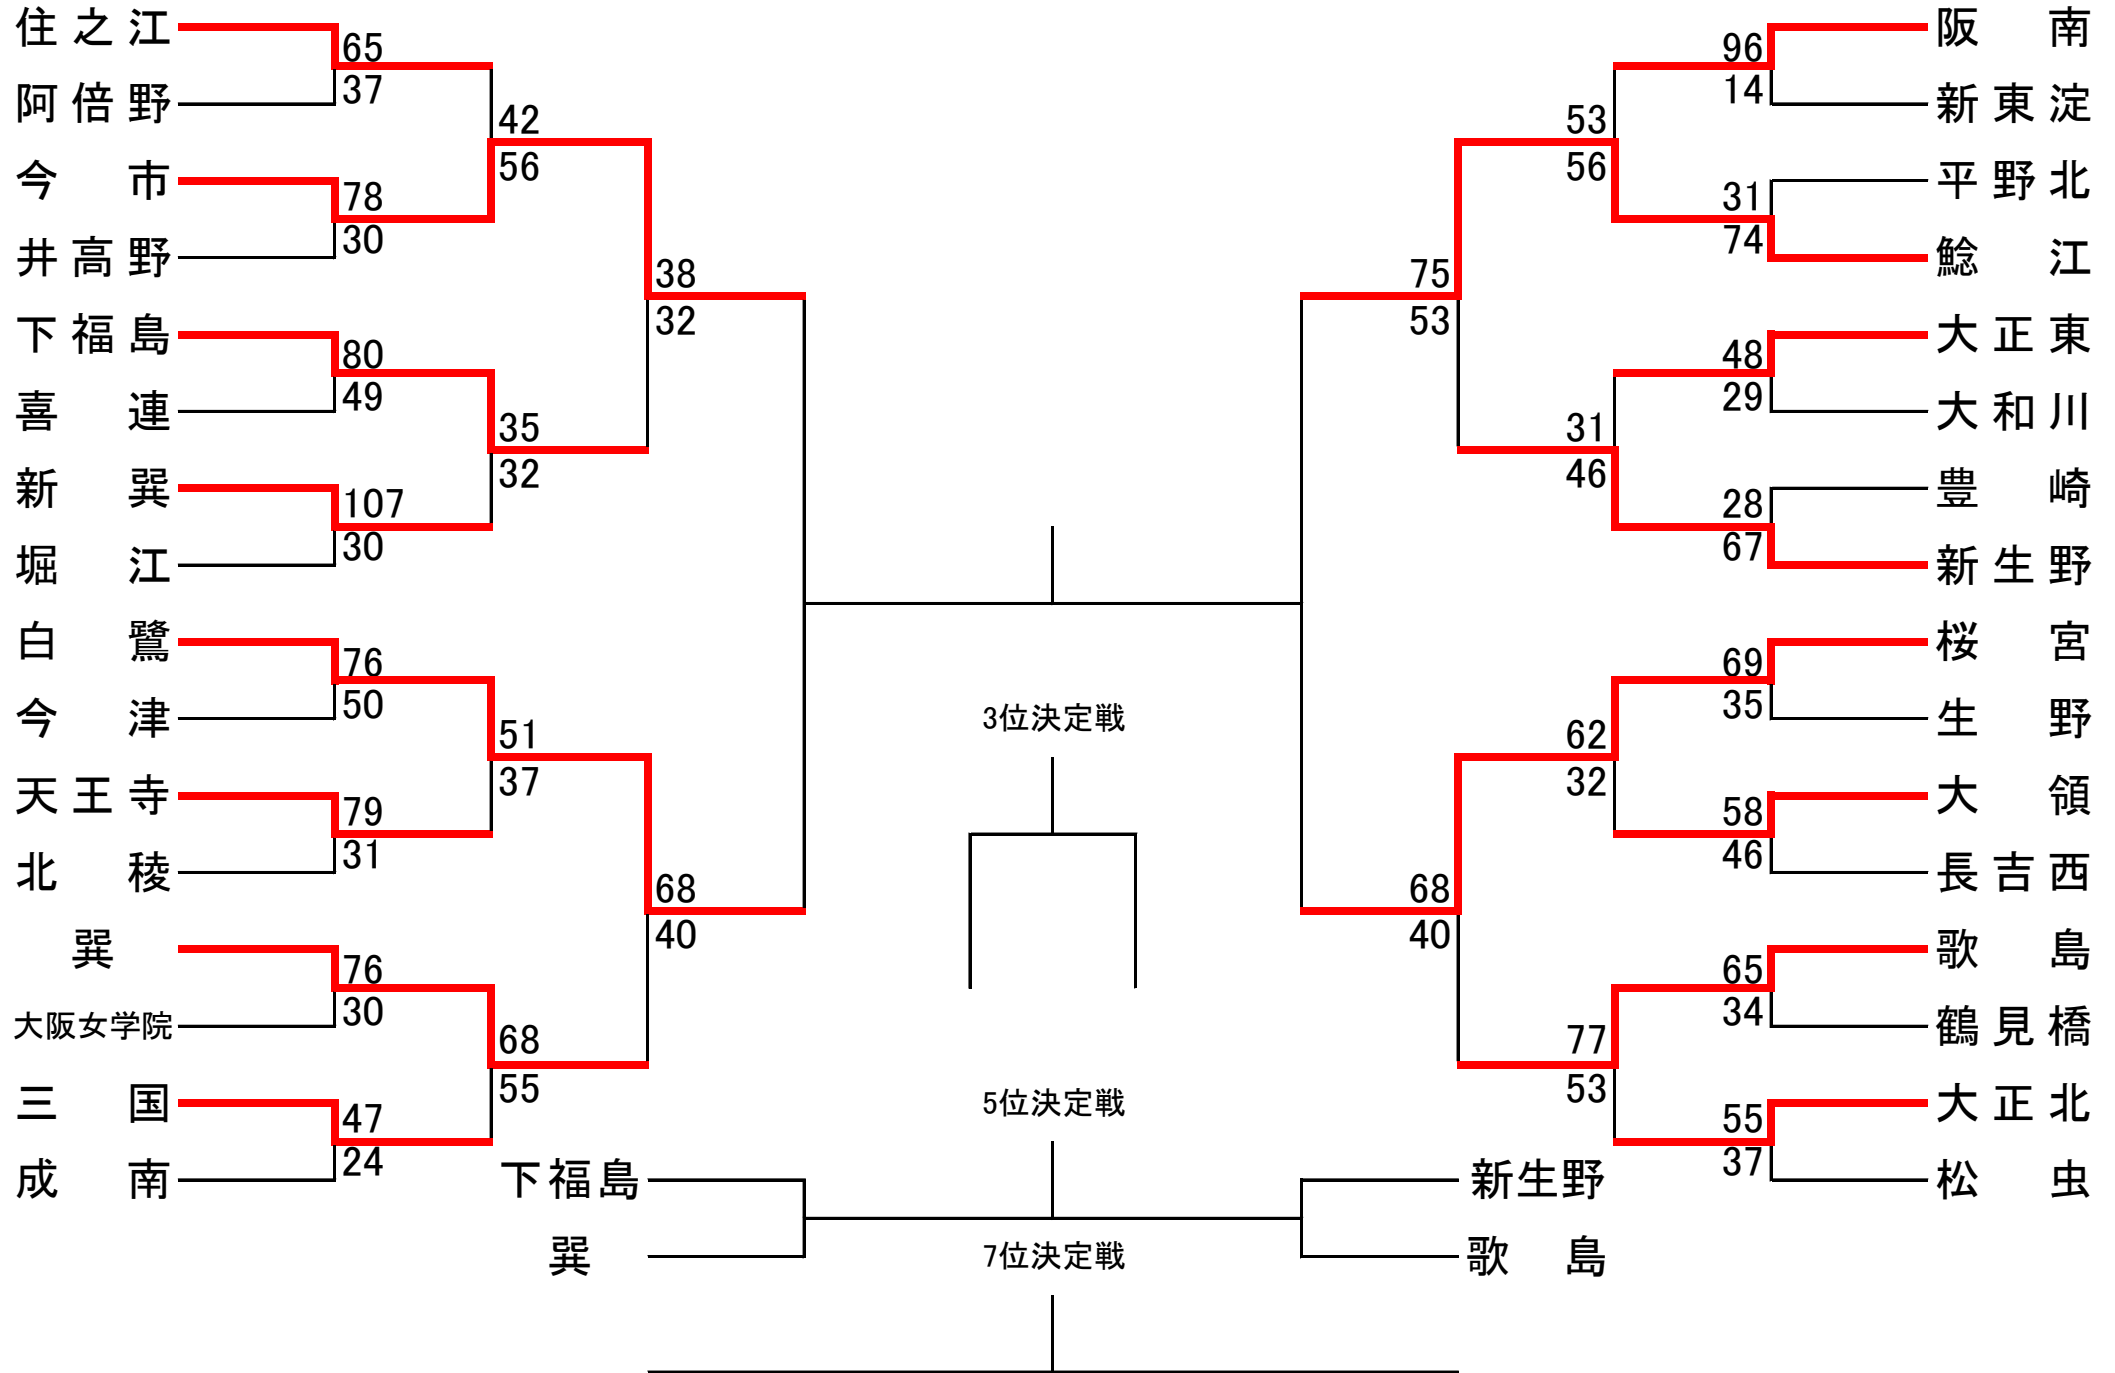 住之江 65 96 阪南
阿倍野 37 14 新東淀
42 53
今市 78 56 56 31 平野北
井高野 30 74 鯰江
38 75
下福島 80 32 53 48 大正東
喜連 49 29 大和川
35 31
新巽 107 32 46 28 豊崎
堀江 30 67 新生野
白鷺 76 69 桜宮
今津 50 3位決定戦 35 生野
51 62
天王寺 79 37 32 58 大領
北稜 31 46 長吉西
68 68
巽 76 40 40 65 歌島
大阪女学院 30 34 鶴見橋
68 77
三国 47 55 5位決定戦 53 55 大正北
成南 24 下福島 新生野 37 松虫
巽 7位決定戦 歌島